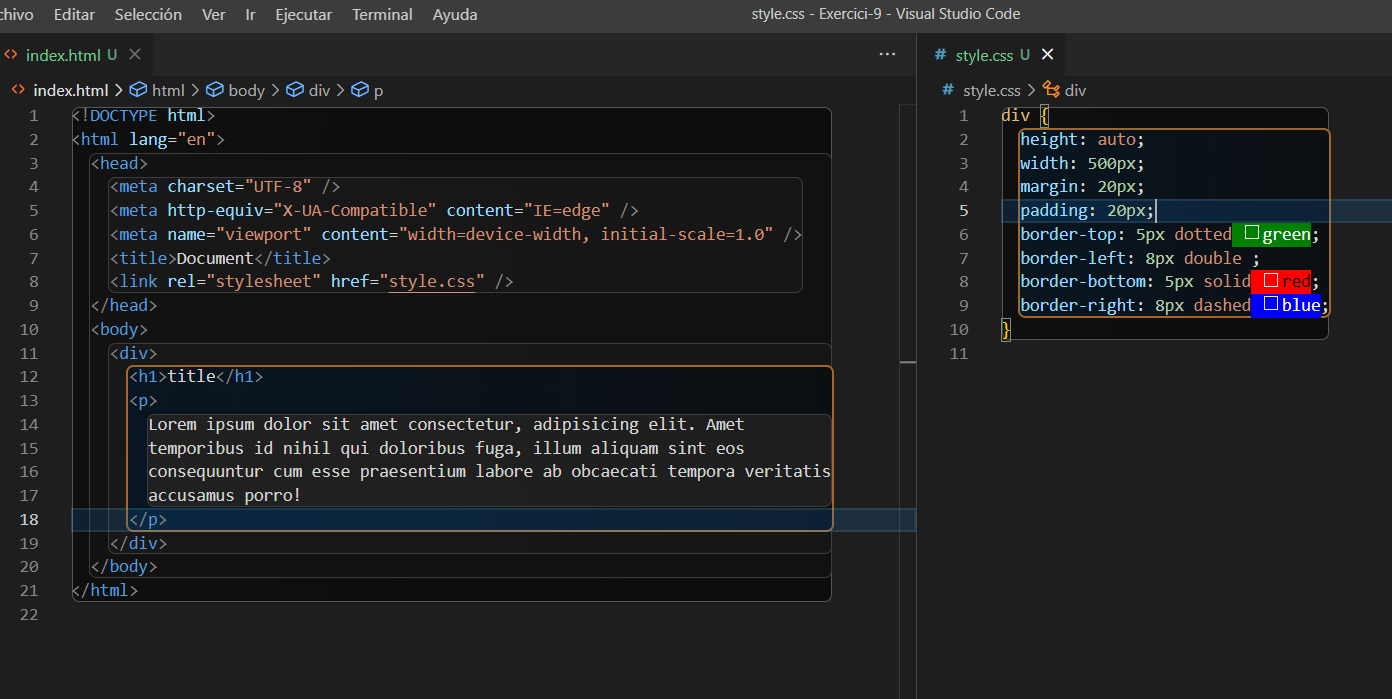 chivo Editar Selección Ver Ir Ejecutar Terminal Ayuda
style.css - Exercici-9 - Visual Studio Code
index.html U
index.html > html > body > div > p
1 <!DOCTYPE html>
2 <html lang="en">
3 <head>
4 <meta charset="UTF-8" />
5 <meta http-equiv="X-UA-Compatible" content="IE=edge" />
6 <meta name="viewport" content="width=device-width, initial-scale=1.0" />
7 <title>Document</title>
8 <link rel="stylesheet" href="style.css" />
9 </head>
10 <body>
11 <div>
12 <h1>title</h1>
13 <p>
14 Lorem ipsum dolor sit amet consectetur, adipisicing elit. Amet
15 temporibus id nihil qui doloribus fuga, illum aliquam sint eos
16 consequuntur cum esse praesentium labore ab obcaecati tempora veritatis
17 accusamus porro!
18 </p>
19 </div>
20 </body>
21 </html>
22
# style.css U
# style.css > div
1 div {
2 height: auto;
3 width: 500px;
4 margin: 20px;
5 padding: 20px;
6 border-top: 5px dotted green;
7 border-left: 8px double ;
8 border-bottom: 5px solid red;
9 border-right: 8px dashed blue;
10 }
11